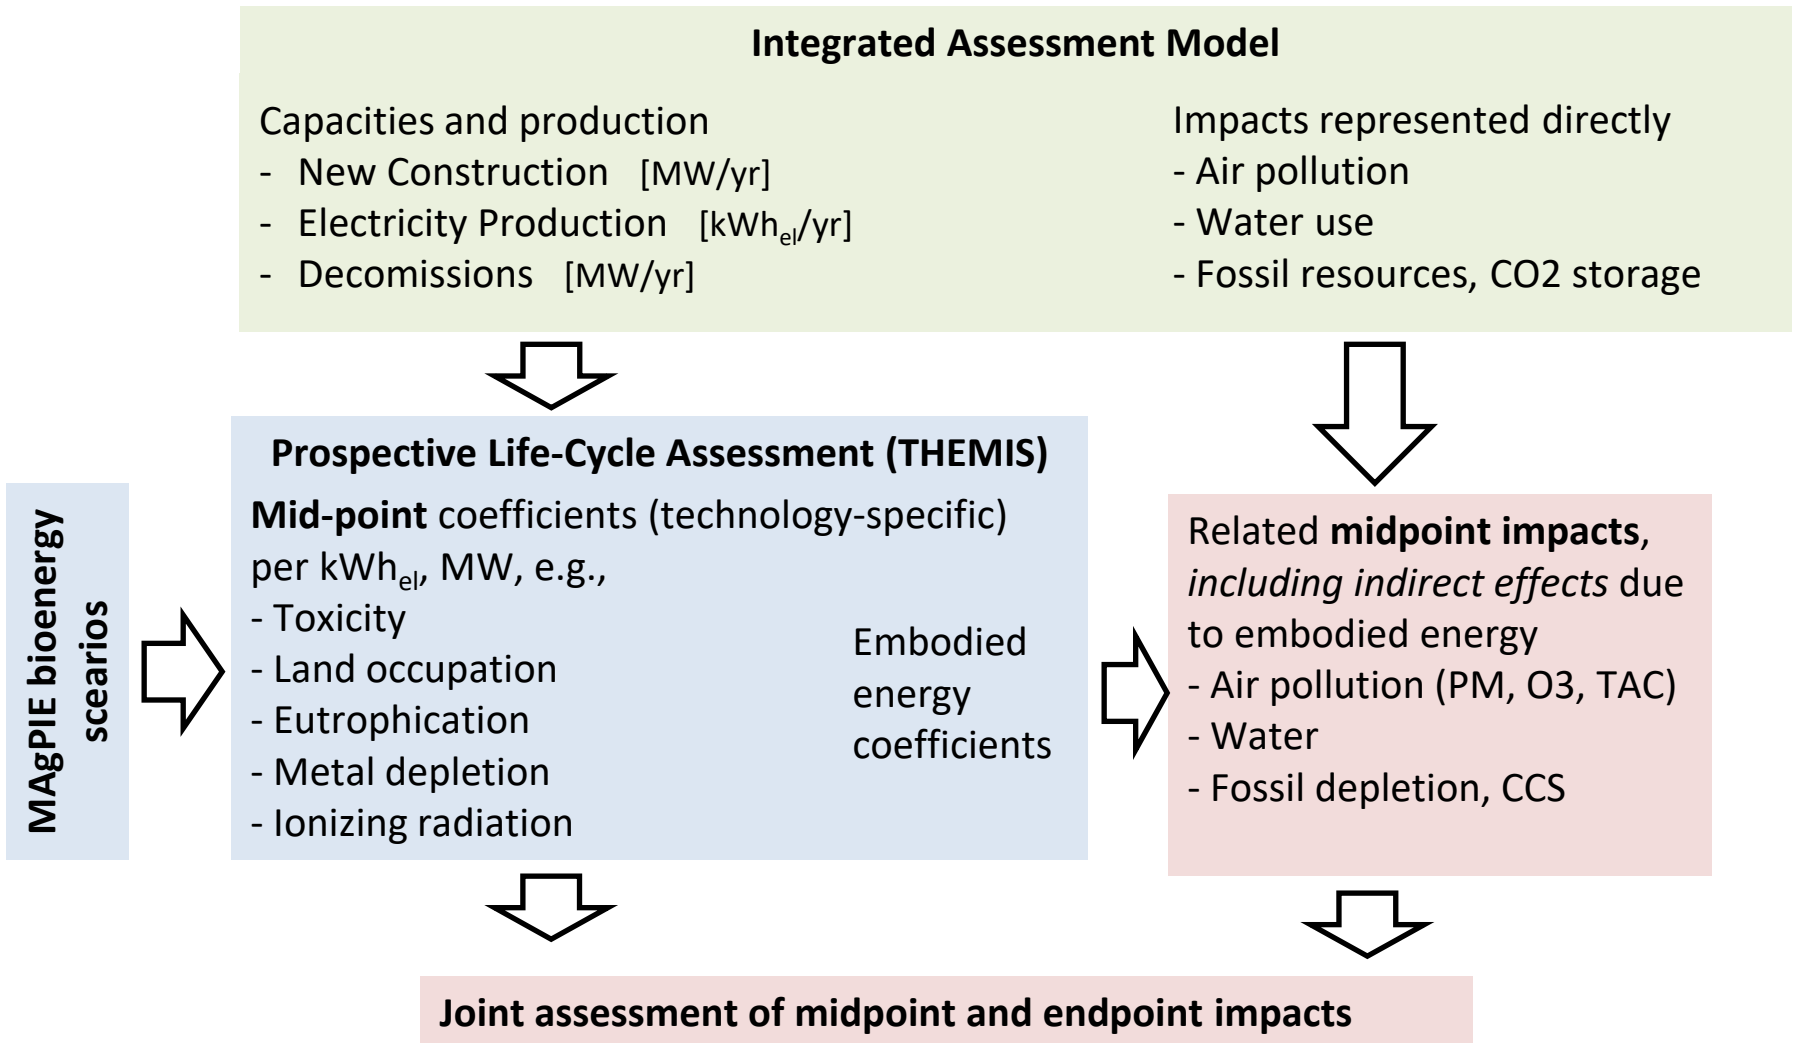 Integrated Assessment Model
Capacities and production
- New Construction [MW/yr]
- Electricity Production [kWhel/yr]
- Decomissions [MW/yr]
Impacts represented directly
- Air pollution
- Water use
- Fossil resources, CO2 storage
MAgPIE bioenergy
scearios
Prospective Life-Cycle Assessment (THEMIS)
Mid-point coefficients (technology-specific)
per kWhel, MW, e.g.,
- Toxicity
- Land occupation
- Eutrophication
- Metal depletion
- Ionizing radiation
Embodied
energy
coefficients
Related midpoint impacts,
including indirect effects due
to embodied energy
- Air pollution (PM, O3, TAC)
- Water
- Fossil depletion, CCS
Joint assessment of midpoint and endpoint impacts